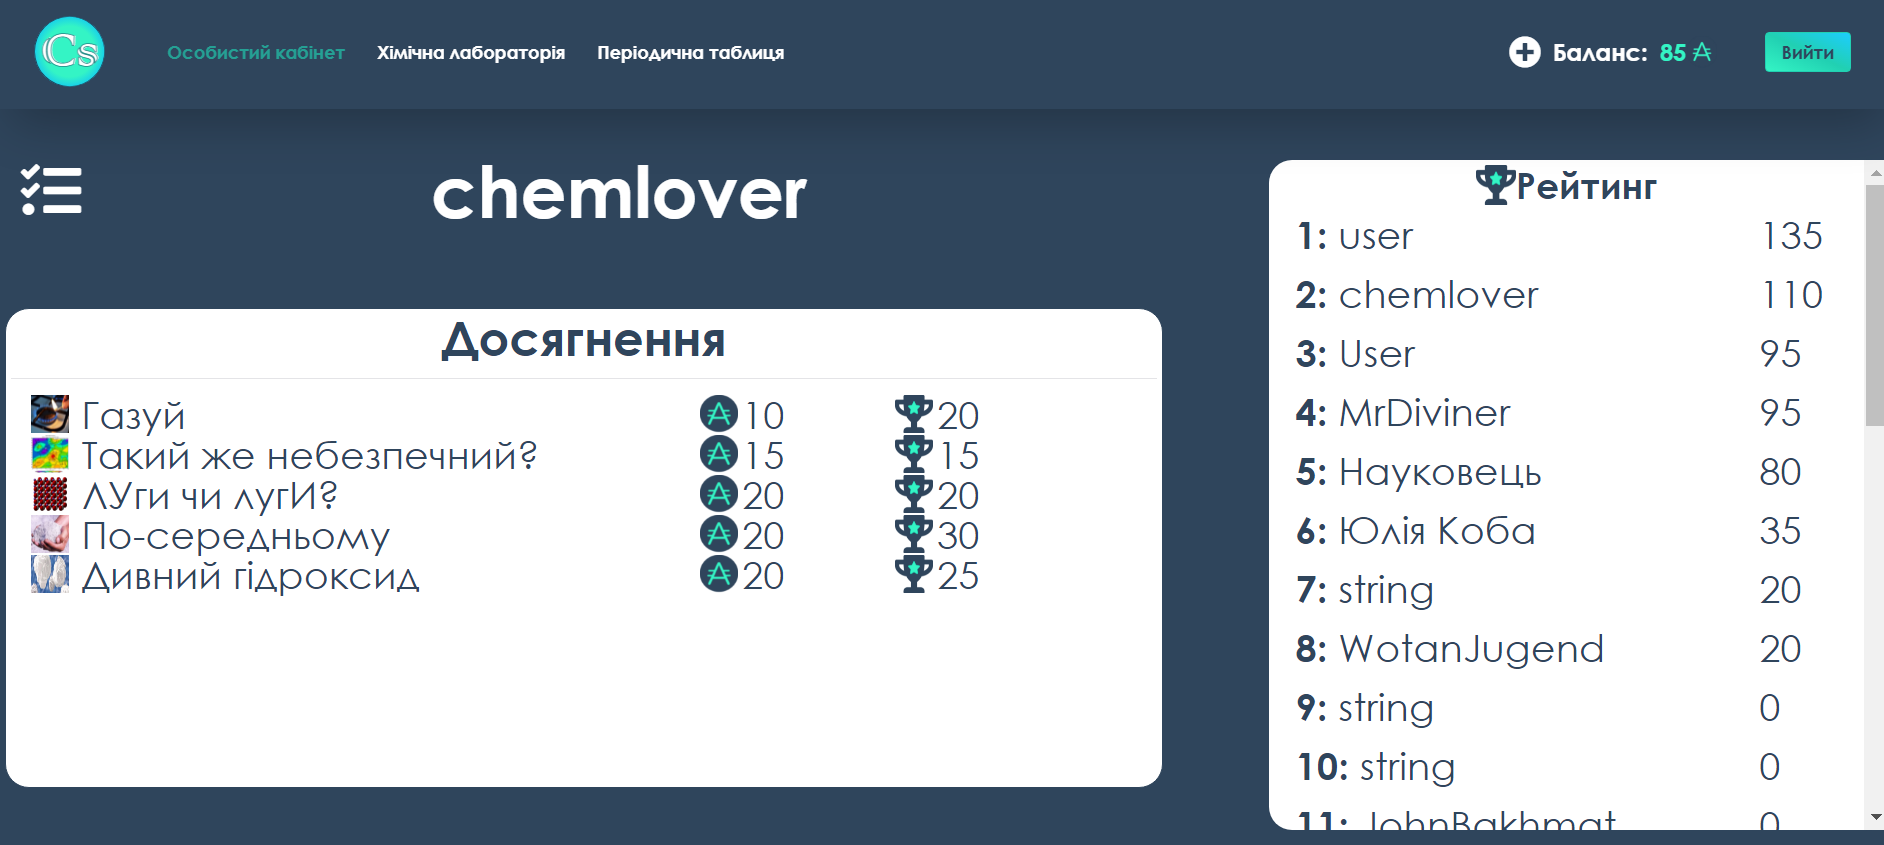 Cs
Особистий кабінет Хімічна лабораторія Періодична таблиця Баланс: 85 Вийти
chemlover
Досягнення
Газуй 10 20
Такий же небезпечний? 15 15
ЛУги чи лугИ? 20 20
По-середньому 20 30
Дивний гідроксид 20 25
Рейтинг
1: user 135
2: chemlover 110
3: User 95
4: MrDiviner 95
5: Науковець 80
6: Юлія Коба 35
7: string 20
8: WotanJugend 20
9: string 0
10: string 0
11: JohnBakhmat 0